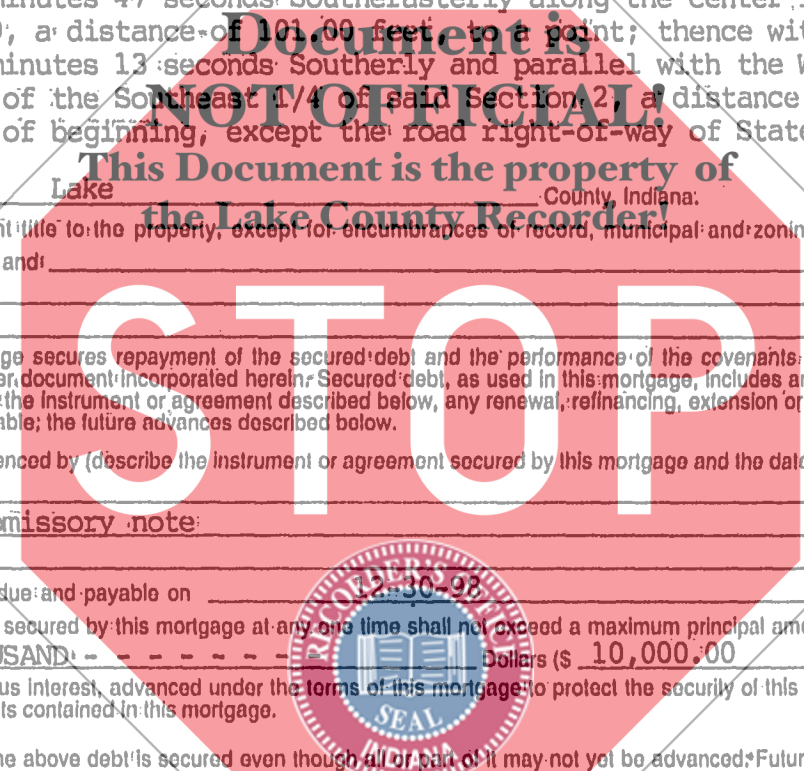 minutes 47 seconds Southeasterly along the center
a distance of 101.00 feet, to a point; thence wit
Document is
minutes 13 seconds Southerly and parallel with the W
of the Southeast 1/4 of said Section 2, a distance
NOT OFFICIAL!
of beginning, except the road right-of-way of State
This Document is the property of
Lake County, Indiana:
the Lake County Recorder!
title to the property, except for encumbrances of record, municipal and zonin
and
STOP
ge secures repayment of the secured debt and the performance of the covenants
er document incorporated herein. Secured debt, as used in this mortgage, includes a
the instrument or agreement described below, any renewal, refinancing, extension or
able; the future advances described below.
enced by (describe the instrument or agreement secured by this mortgage and the date
missory note
due and payable on 12-30-98
secured by this mortgage at any one time shall not exceed a maximum principal amo
USAND - - - - - - - - Dollars ($ 10,000.00
us interest, advanced under the terms of this mortgage to protect the security of this
ts contained in this mortgage.
RECORDER'S OFFICE
SEAL
INDIANA
he above debt is secured even though all or part of it may not yet be advanced. Futur